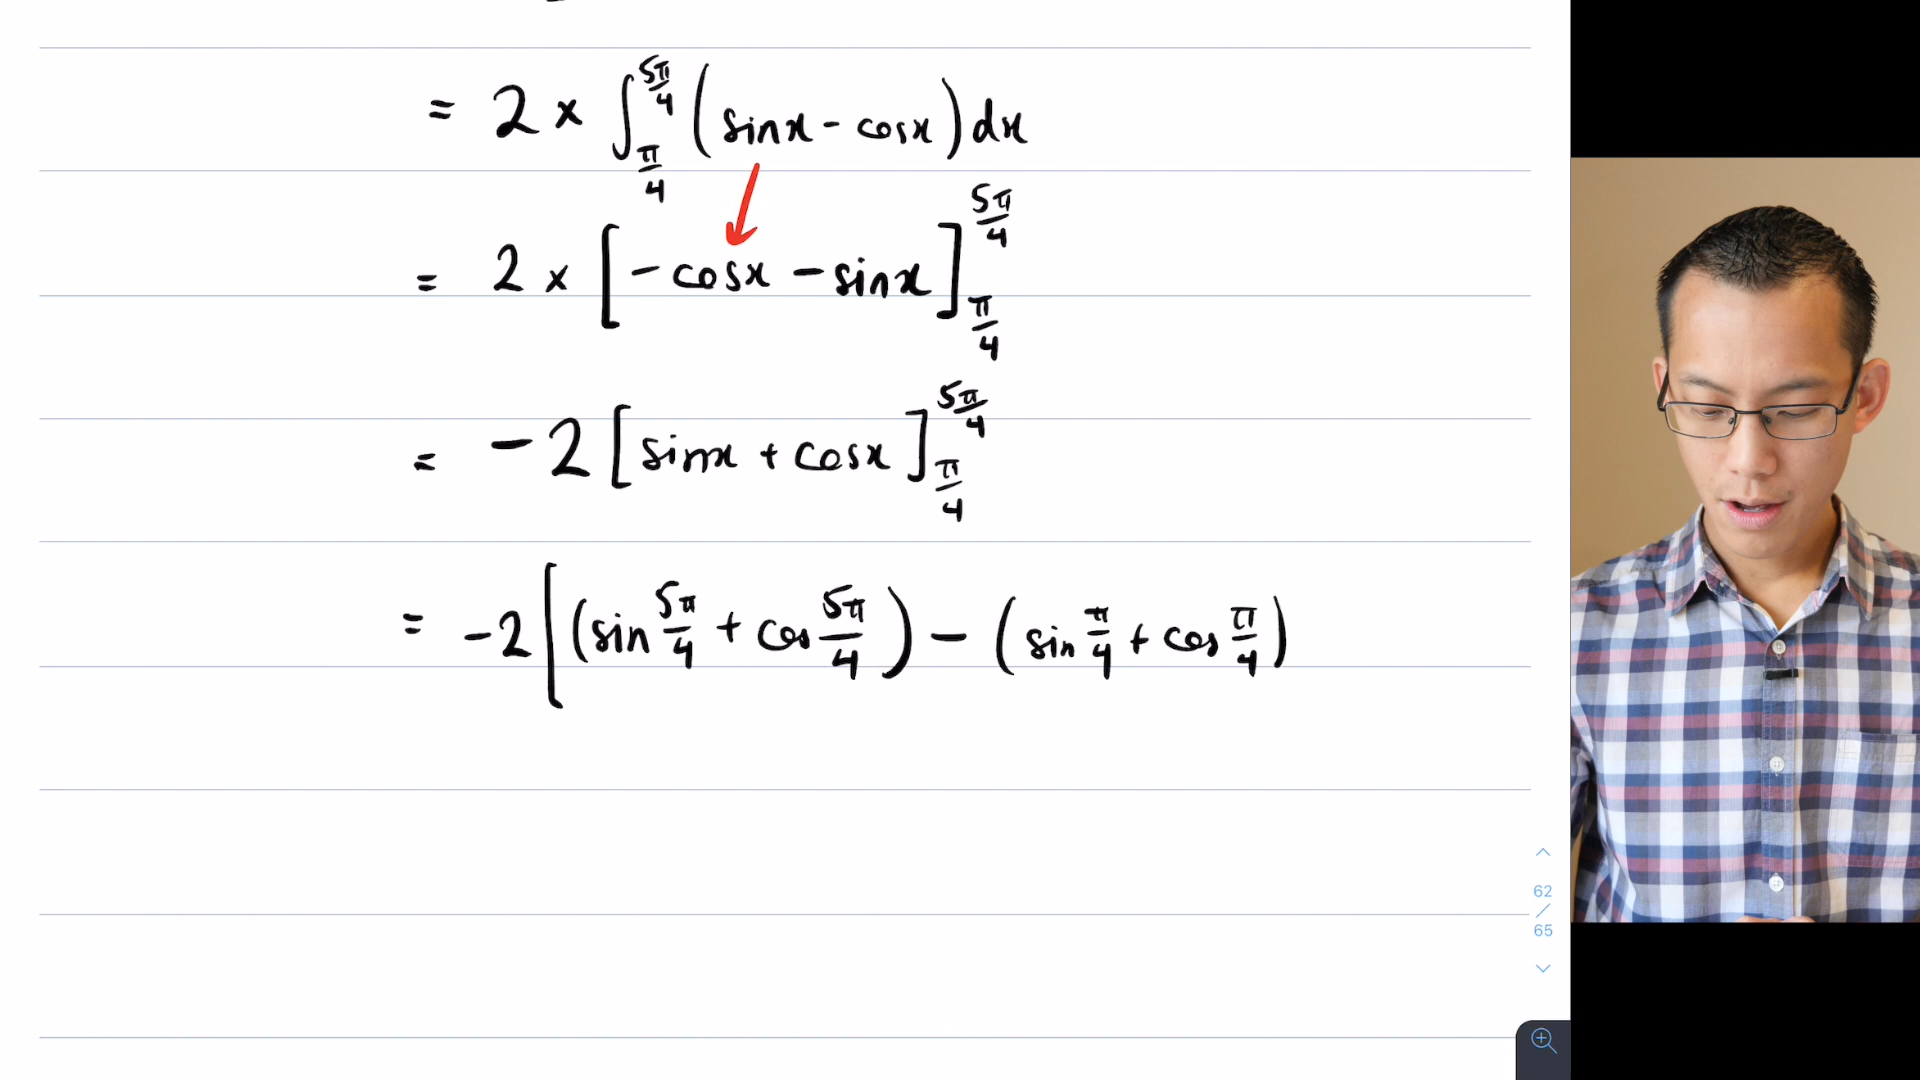 = 2 × ∫_{π/4}^{5π/4} (sinx - cosx) dx
= 2 × [-cosx - sinx]_{π/4}^{5π/4}
= -2 [sinx + cosx]_{π/4}^{5π/4}
= -2 [(sin 5π/4 + cos 5π/4) - (sin π/4 + cos π/4)
62
/
65